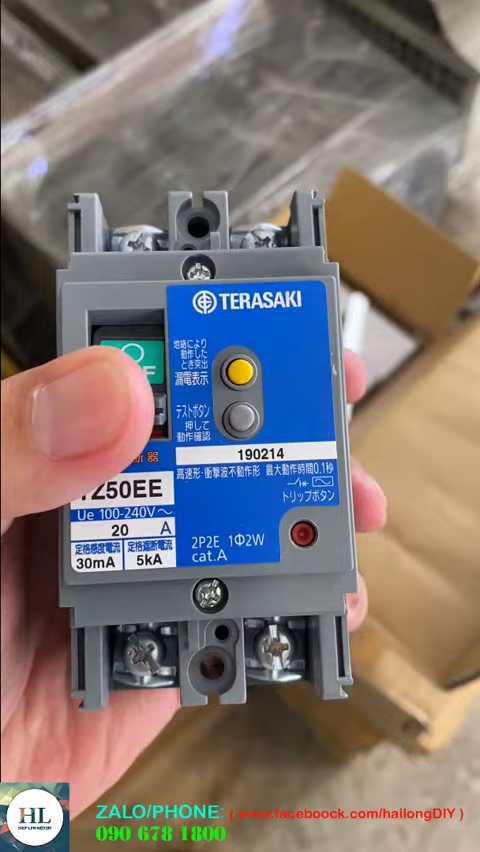 TERASAKI
地絡により
動作した
とき突出
漏電表示
テストボタン
押して
動作確認
190214
高速形・衝撃波不動作形 最大動作時間0.1秒
トリップボタン
Z50EE
Ue 100-240V~
20 A
定格感度電流 定格遮断電流
30mA 5kA
2P2E 1Φ2W
cat.A
HL
ZALO/PHONE: ( www.faceboock.com/hailongDIY )
090 678 1800